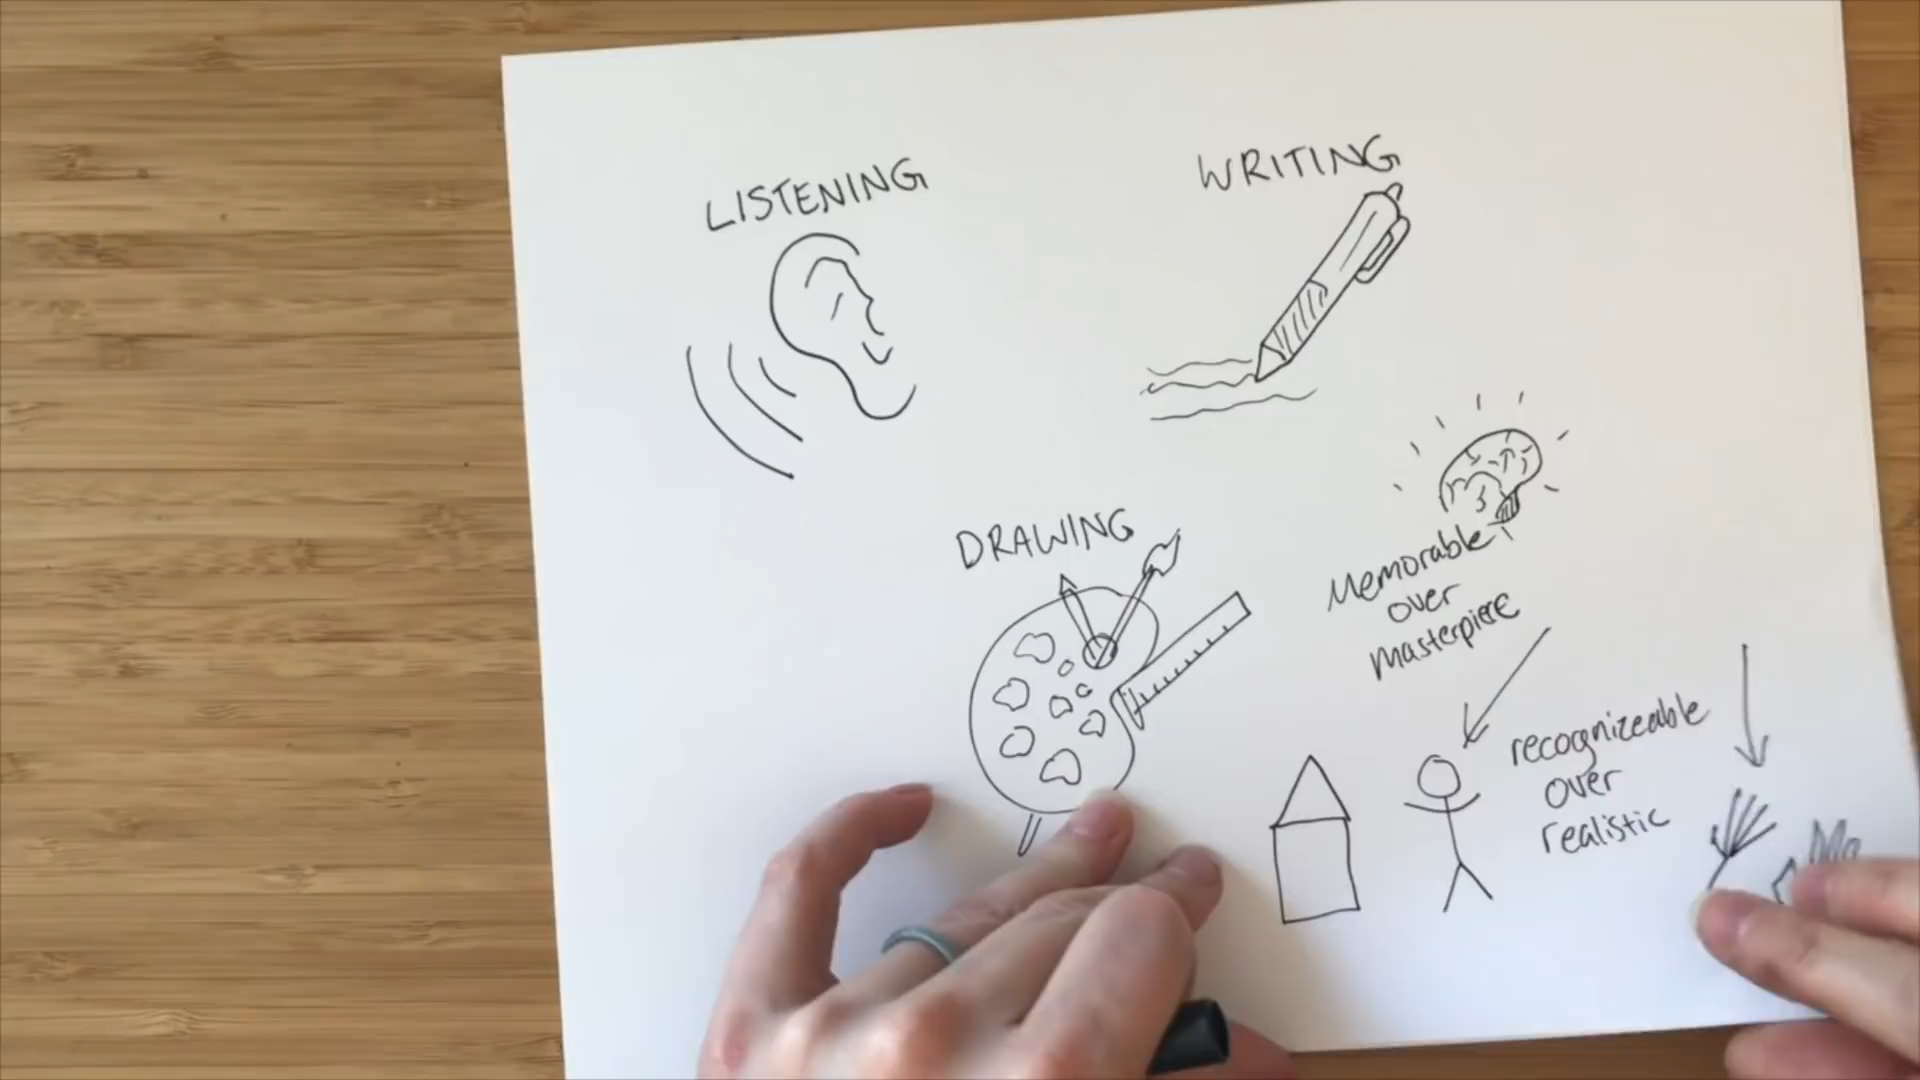 LISTENING
WRITING
DRAWING
Memorable
over
masterpiece
recognizeable
over
realistic